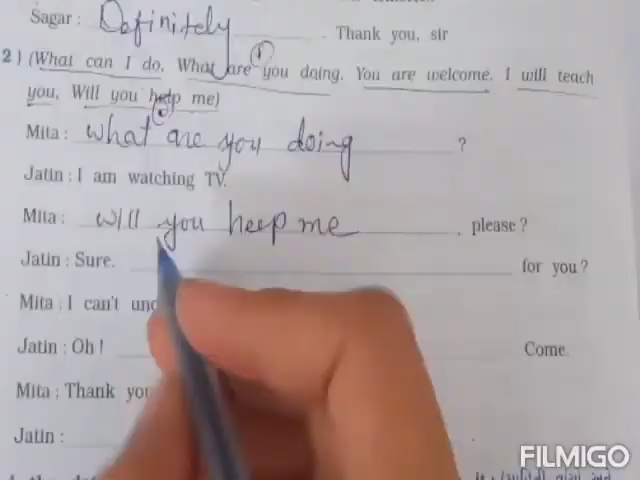 Sagar : Definitely . Thank you, sir
2 ) (What can I do, What are you doing, You are welcome, I will teach
you, Will you help me)
Mita : What are you doing ?
Jatin : I am watching TV.
Mita : Will you heep me , please ?
Jatin : Sure. for you ?
Mita : I can't und
Jatin : Oh ! Come.
Mita : Thank you
Jatin :
FILMIGO